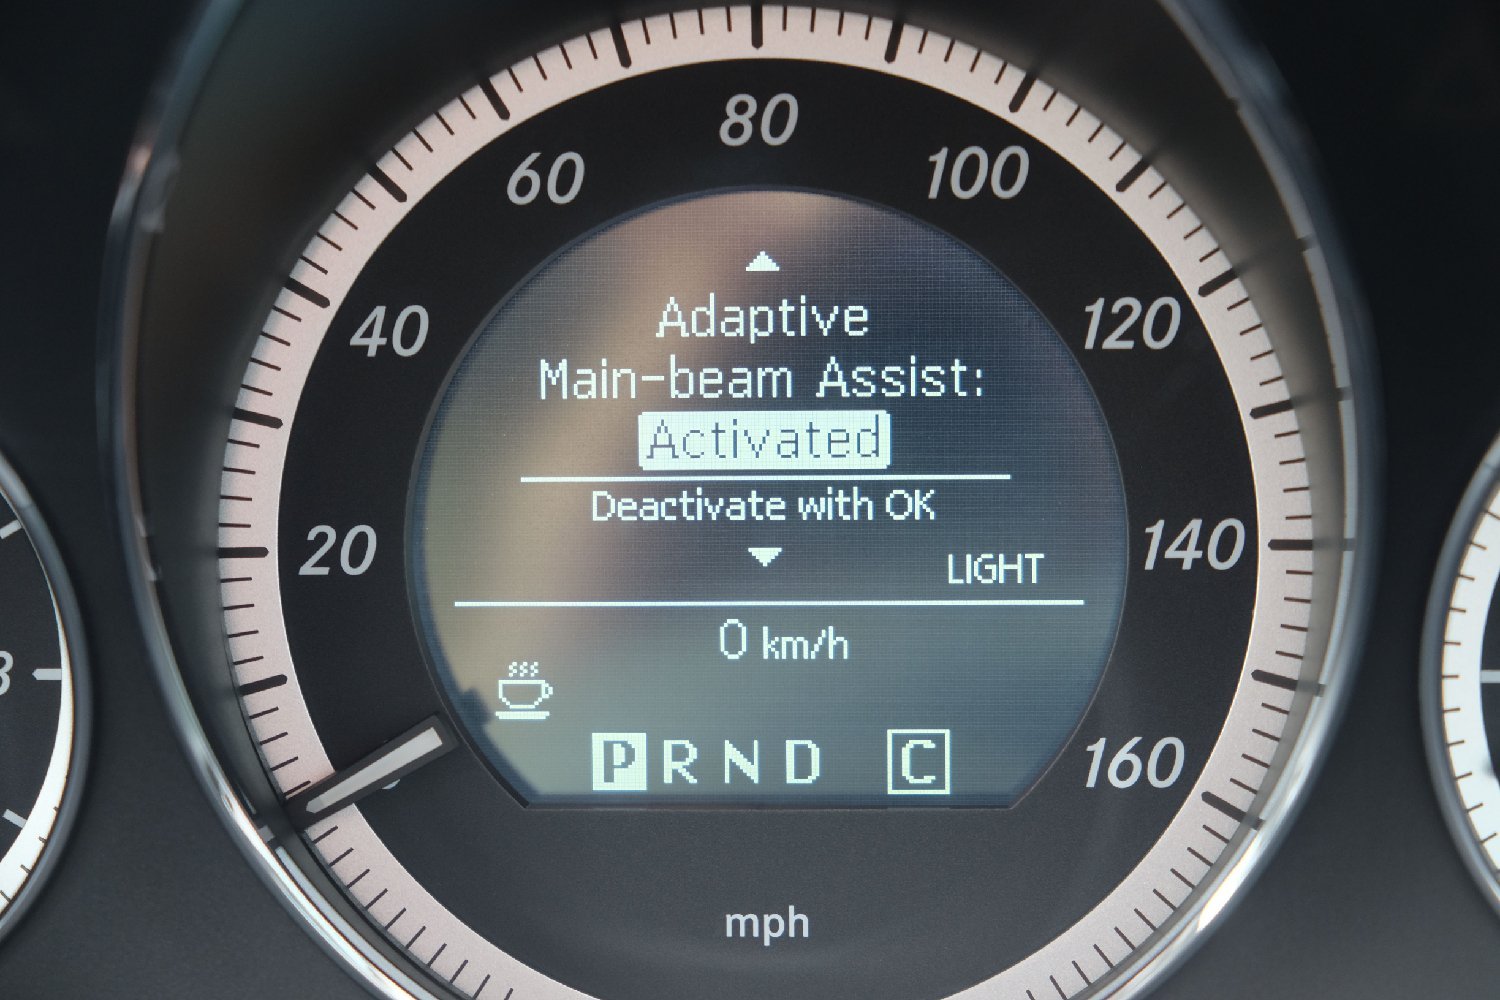 80
60
100
40
120
20
140
160
Adaptive
Main-beam Assist:
Activated
Deactivate with OK
LIGHT
0 km/h
P R N D C
mph
3